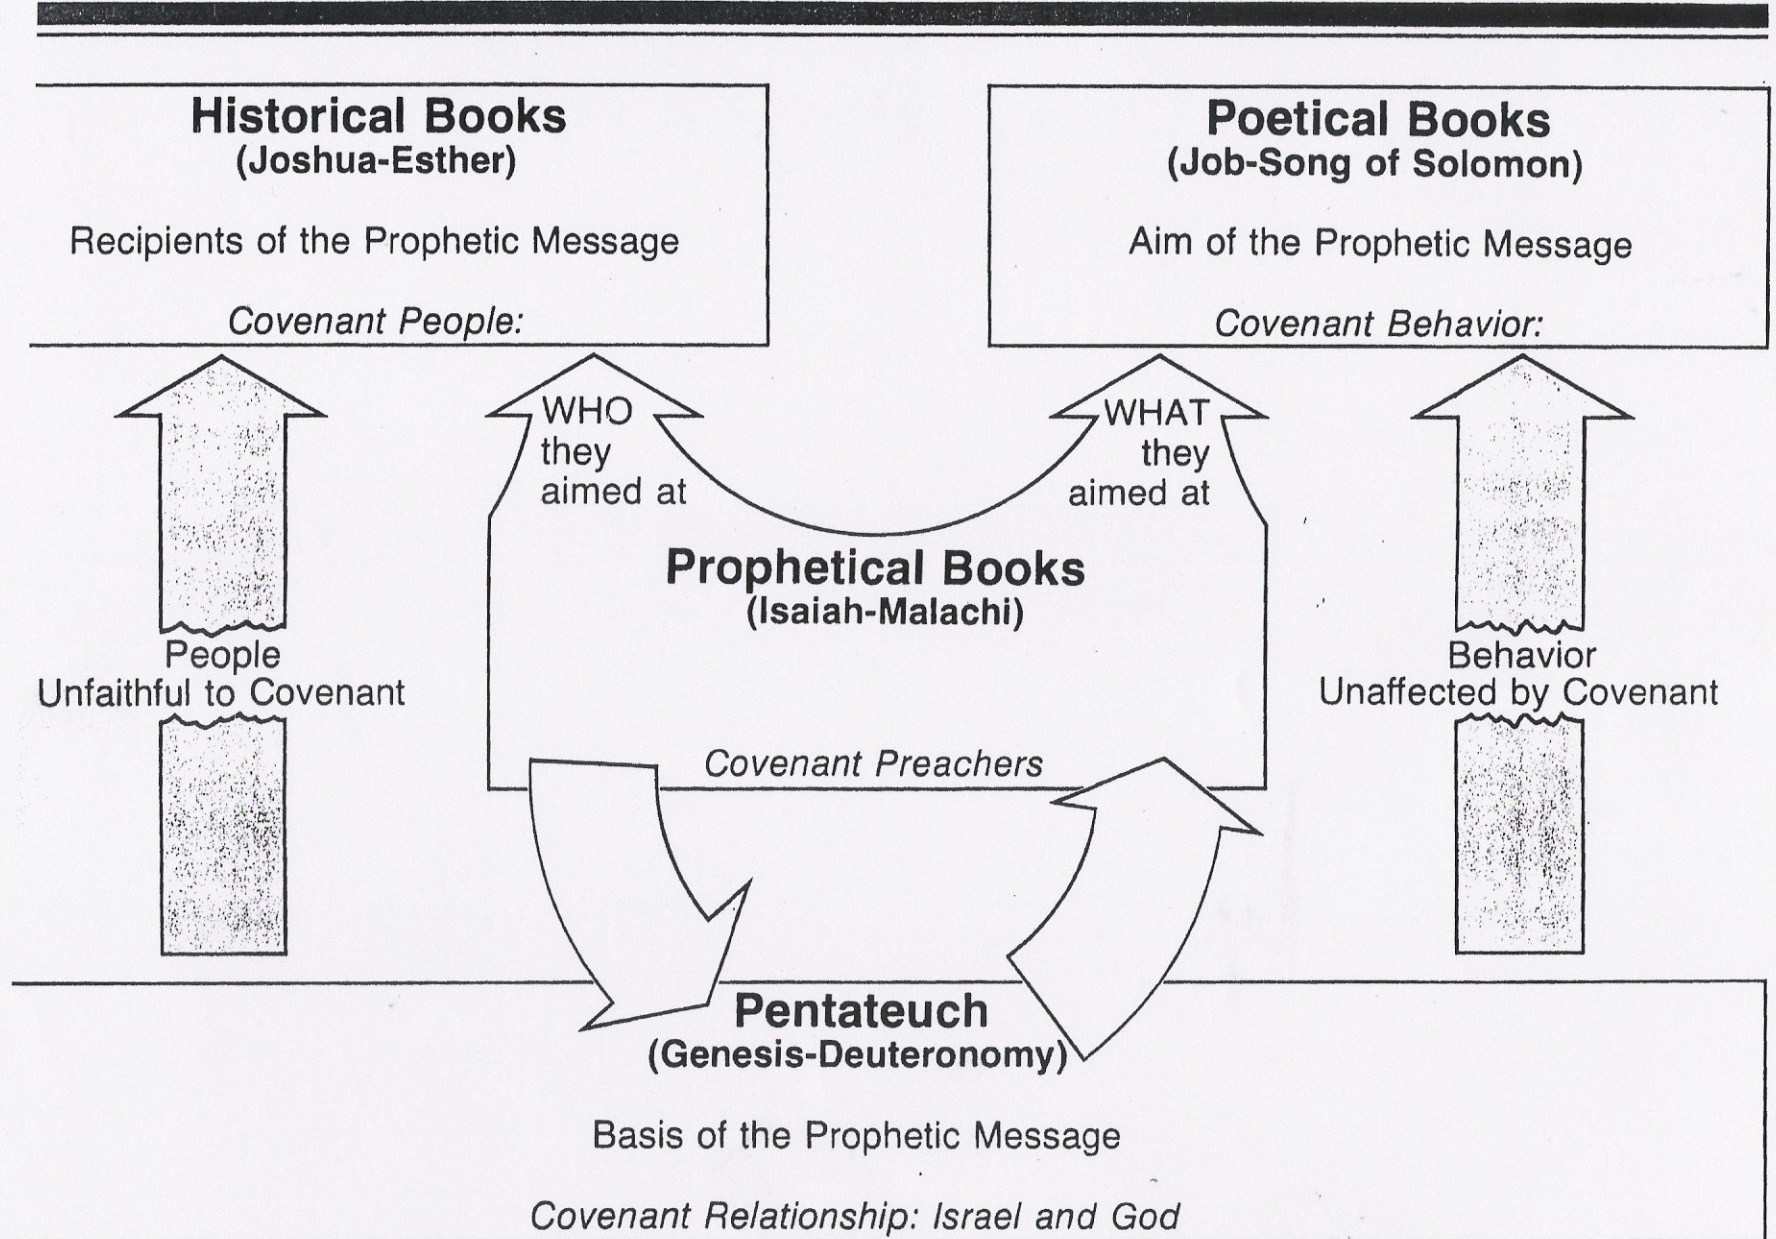 Historical Books
(Joshua-Esther)
Recipients of the Prophetic Message
Covenant People:
Poetical Books
(Job-Song of Solomon)
Aim of the Prophetic Message
Covenant Behavior:
WHO
they
aimed at
WHAT
they
aimed at
Prophetical Books
(Isaiah-Malachi)
Covenant Preachers
People
Unfaithful to Covenant
Behavior
Unaffected by Covenant
Pentateuch
(Genesis-Deuteronomy)
Basis of the Prophetic Message
Covenant Relationship: Israel and God